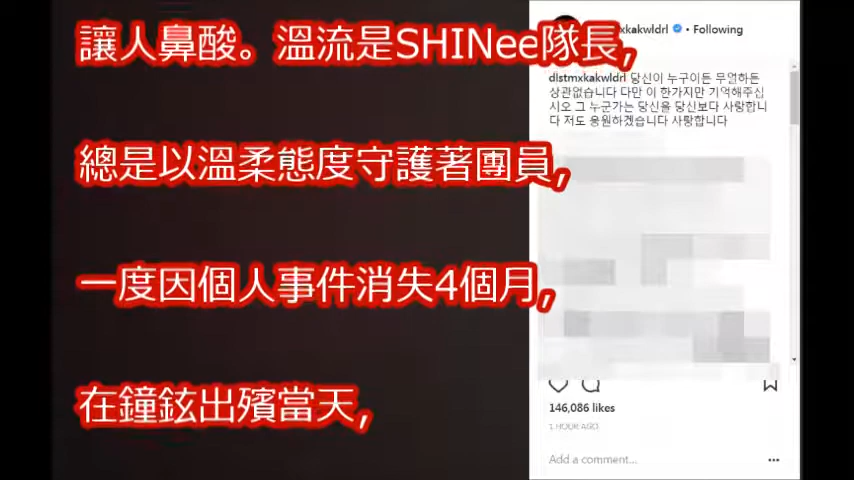 讓人鼻酸。溫流是SHINee隊長,
總是以溫柔態度守護著團員,
一度因個人事件消失4個月,
在鐘鉉出殯當天,
xkakwldrl • Following
dlstmxkakwldrl 당신이 누구이든 무얼하든
상관없습니다 다만 이 한가지만 기억해주십
시오 그 누군가는 당신을 당신보다 사랑합니
다 저도 응원하겠습니다 사랑합니다
146,086 likes
1 HOUR AGO
Add a comment...